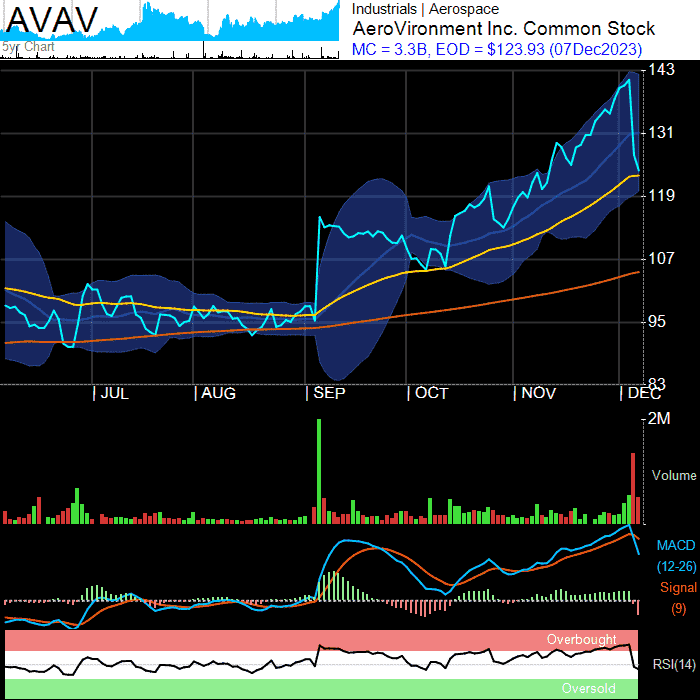 AVAV
5yr Chart
Industrials | Aerospace
AeroVironment Inc. Common Stock
MC = 3.3B, EOD = $123.93 (07Dec2023)
143
131
119
107
95
83
JUL
AUG
SEP
OCT
NOV
DEC
2M
Volume
MACD
(12-26)
Signal
(9)
Overbought
RSI(14)
Oversold